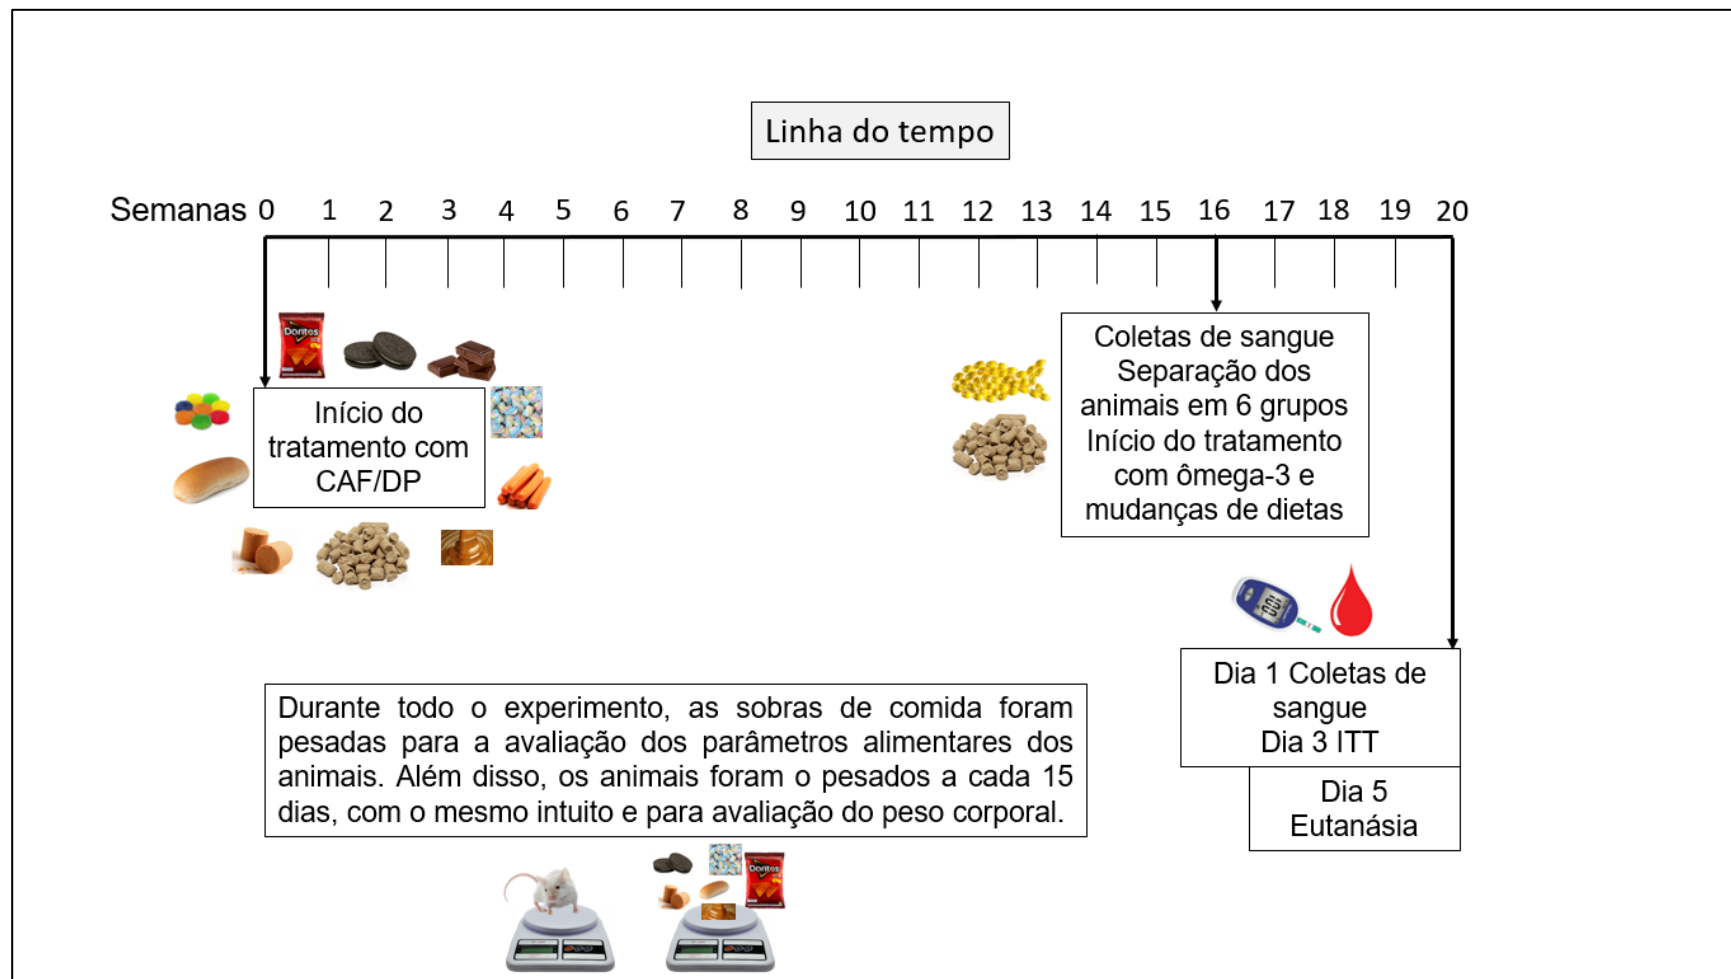 Linha do tempo
Semanas 0 1 2 3 4 5 6 7 8 9 10 11 12 13 14 15 16 17 18 19 20
Doritos
Início do
tratamento com
CAF/DP
Coletas de sangue
Separação dos
animais em 6 grupos
Início do tratamento
com ômega-3 e
mudanças de dietas
Dia 1 Coletas de
sangue
Dia 3 ITT
Dia 5
Eutanásia
Durante todo o experimento, as sobras de comida foram
pesadas para a avaliação dos parâmetros alimentares dos
animais. Além disso, os animais foram o pesados a cada 15
dias, com o mesmo intuito e para avaliação do peso corporal.
Doritos